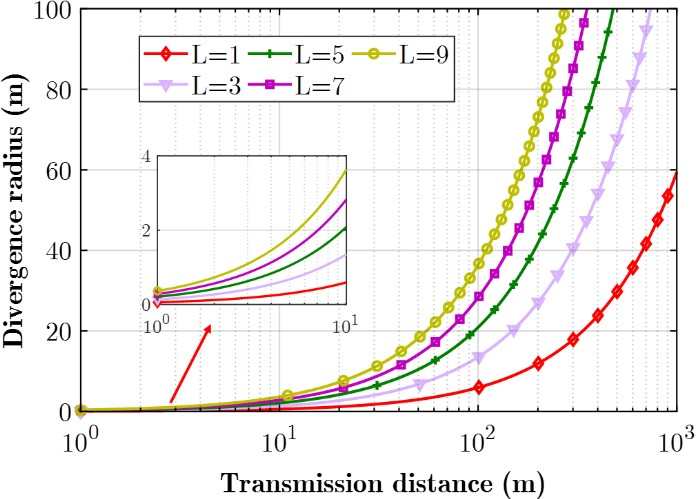 100
L=1 L=5 L=9
L=3 L=7
80
60
40
20
0
4
2
0
10^0 10^1
10^0 10^1 10^2 10^3
Divergence radius (m)
Transmission distance (m)